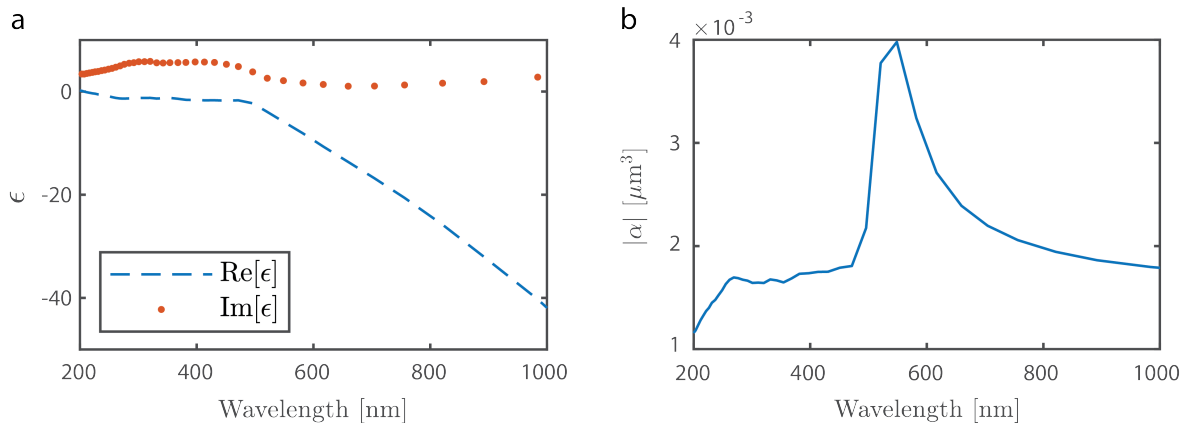 a
ϵ
0
-20
-40
Re[ϵ]
Im[ϵ]
200 400 600 800 1000
Wavelength [nm]
b
×10⁻³
|α| [μm³]
4
3
2
1
200 400 600 800 1000
Wavelength [nm]